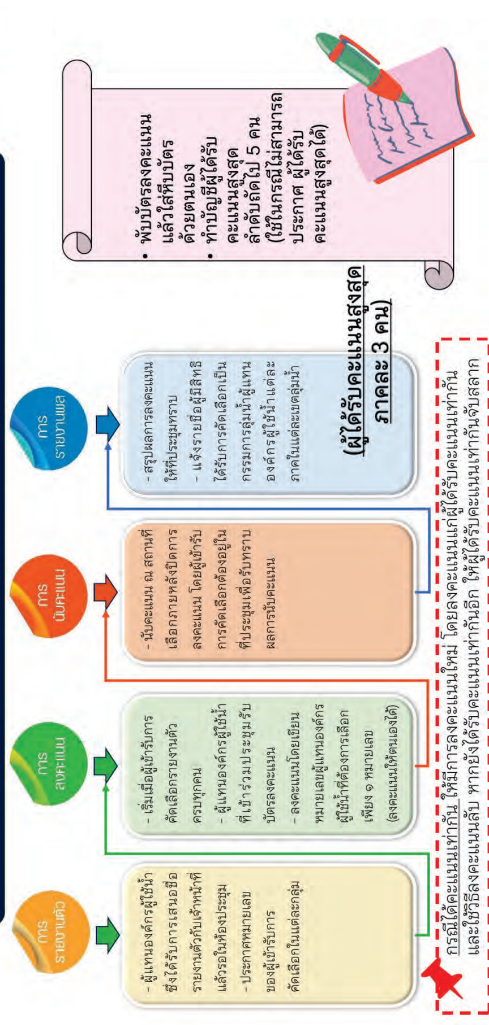 การ
รายงานตัว
- ผู้แทนองค์กรผู้ใช้น้ำ
ซึ่งได้รับการเสนอชื่อ
รายงานตัวกับเจ้าหน้าที่
แล้วรอในห้องประชุม
- ประกาศหมายเลข
ของผู้เข้ารับการ
คัดเลือกในแต่ละกลุ่ม
การ
ลงคะแนน
- เริ่มเมื่อผู้เข้ารับการ
คัดเลือกรายงานตัว
ครบทุกคน
- ผู้แทนองค์กรผู้ใช้น้ำ
ที่เข้าร่วมประชุมรับ
บัตรลงคะแนน
- ลงคะแนนโดยเขียน
หมายเลขผู้แทนองค์กร
ผู้ใช้น้ำที่ต้องการเลือก
เพียง ๑ หมายเลข
(ลงคะแนนให้ตนเองได้)
การ
นับคะแนน
- นับคะแนน ณ สถานที่
เลือกภายหลังปิดการ
ลงคะแนน โดยผู้เข้ารับ
การคัดเลือกต้องอยู่ใน
ที่ประชุมเพื่อรับทราบ
ผลการนับคะแนน
การ
รายงานผล
- สรุปผลการลงคะแนน
ให้ที่ประชุมทราบ
- แจ้งรายชื่อผู้มีสิทธิ
ได้รับการคัดเลือกเป็น
กรรมการลุ่มน้ำผู้แทน
องค์กรผู้ใช้น้ำแต่ละ
ภาคในแต่ละเขตลุ่มน้ำ
(ผู้ได้รับคะแนนสูงสุด
ภาคละ 3 คน)
• พับบัตรลงคะแนน
แล้วใส่หีบบัตร
ด้วยตนเอง
• ทำบัญชีผู้ได้รับ
คะแนนสูงสุด
ลำดับถัดไป 5 คน
(ใช้ในกรณีไม่สามารถ
ประกาศ ผู้ได้รับ
คะแนนสูงสุดได้)
กรณีได้คะแนนเท่ากัน ให้มีการลงคะแนนใหม่ โดยลงคะแนนแก่ผู้ได้รับคะแนนเท่ากัน
และใช้วิธีลงคะแนนลับ หากยังได้รับคะแนนเท่ากันอีก ให้ผู้ได้รับคะแนนเท่ากันจับสลาก